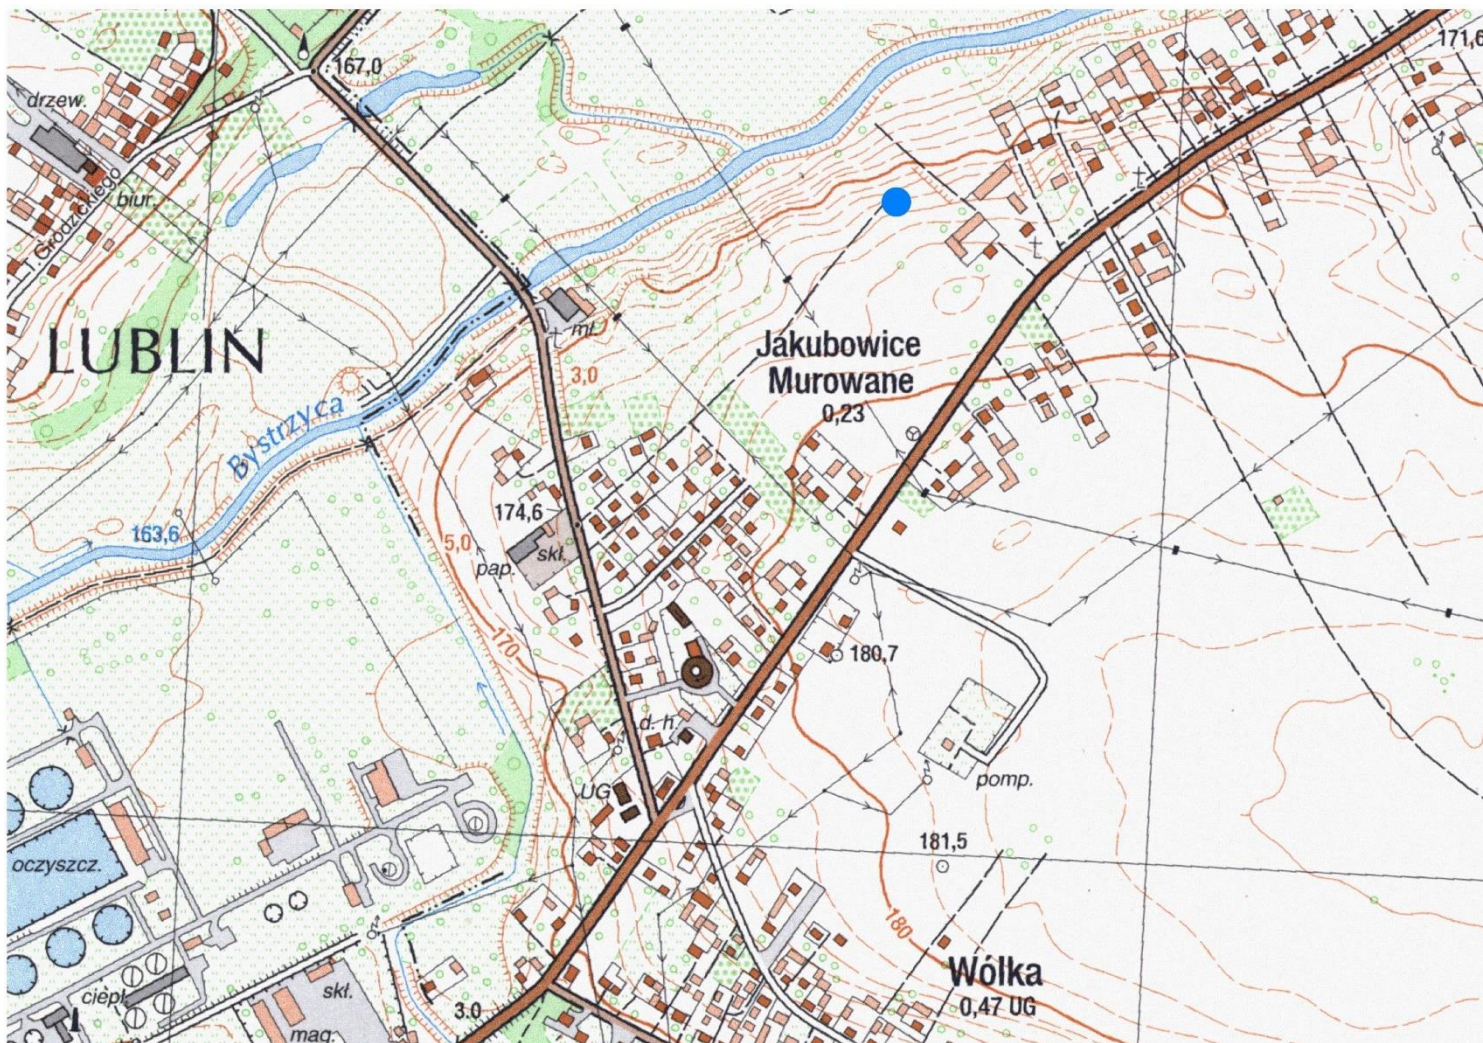 171,6
167,0
drzew.
biur.
I. Grodzickiego
LUBLIN
mł.
Jakubowice
Murowane
0,23
3,0
Bystrzyca
174,6
163,6
5,0
skł.
pap.
170
180,7
d. h.
UG
pomp.
181,5
oczyszcz.
180
Wólka
0,47 UG
ciepł.
skł.
3.0
mag.